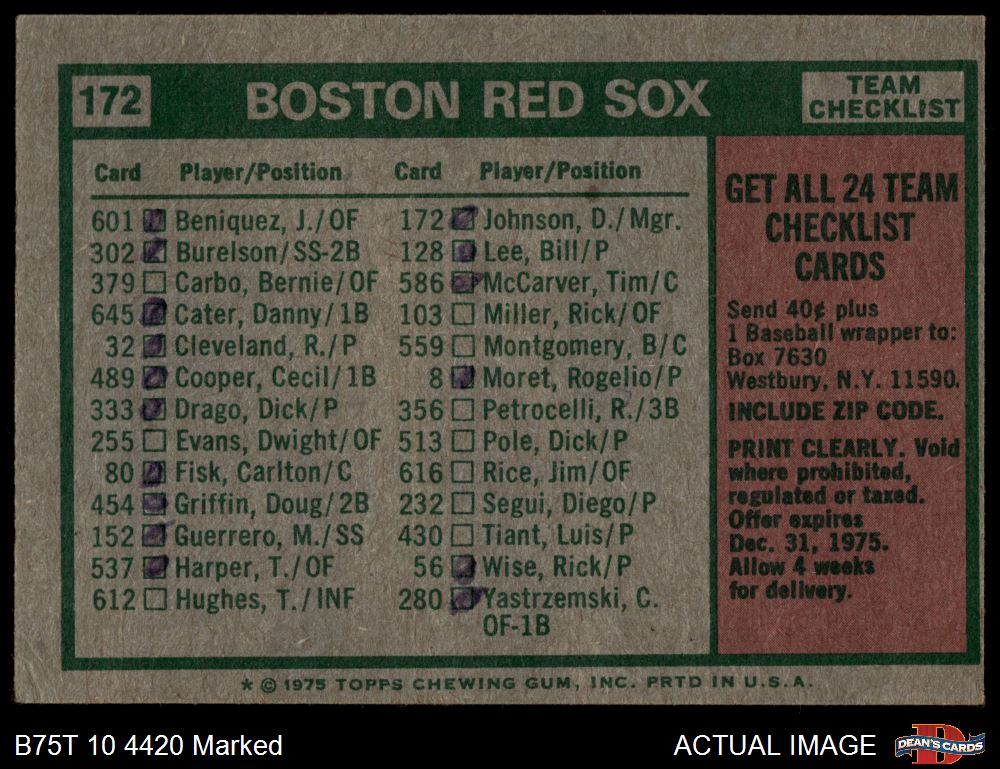 172
BOSTON RED SOX
TEAM
CHECKLIST
Card Player/Position
601 Beniquez, J./OF
302 Burelson/SS-2B
379 Carbo, Bernie/OF
645 Cater, Danny/1B
32 Cleveland, R./P
489 Cooper, Cecil/1B
333 Drago, Dick/P
255 Evans, Dwight/OF
80 Fisk, Carlton/C
454 Griffin, Doug/2B
152 Guerrero, M./SS
537 Harper, T./OF
612 Hughes, T./INF
Card Player/Position
172 Johnson, D./Mgr.
128 Lee, Bill/P
586 McCarver, Tim/C
103 Miller, Rick/OF
559 Montgomery, B/C
8 Moret, Rogelio/P
356 Petrocelli, R./3B
513 Pole, Dick/P
616 Rice, Jim/OF
232 Segui, Diego/P
430 Tiant, Luis/P
56 Wise, Rick/P
280 Yastrzemski, C.
OF-1B
GET ALL 24 TEAM
CHECKLIST
CARDS
Send 40¢ plus
1 Baseball wrapper to:
Box 7630
Westbury, N.Y. 11590.
INCLUDE ZIP CODE.
PRINT CLEARLY. Void
where prohibited,
regulated or taxed.
Offer expires
Dec. 31, 1975.
Allow 4 weeks
for delivery.
* © 1975 TOPPS CHEWING GUM, INC. PRTD IN U.S.A.
B75T 10 4420 Marked
ACTUAL IMAGE
DEAN'S CARDS